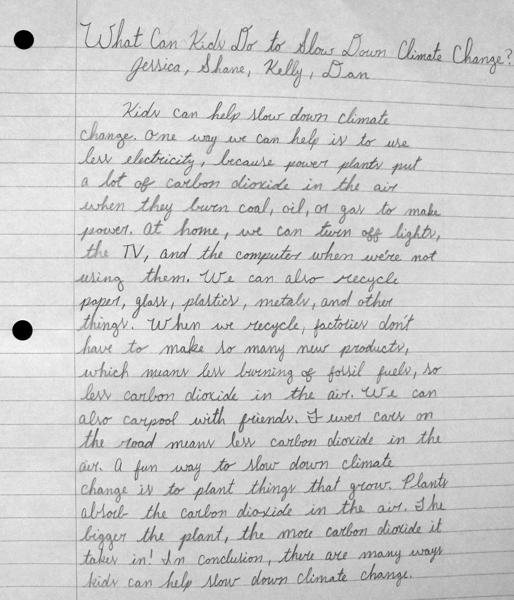 What Can Kids Do to Slow Down Climate Change?
Jessica, Shane, Kelly, Dan
Kids can help slow down climate
change. One way we can help is to use
less electricity, because power plants put
a lot of carbon dioxide in the air
when they burn coal, oil, or gas to make
power. At home, we can turn off lights,
the TV, and the computer when we're not
using them. We can also recycle
paper, glass, plastics, metals, and other
things. When we recycle, factories don't
have to make so many new products,
which means less burning of fossil fuels, so
less carbon dioxide in the air. We can
also carpool with friends. Fewer cars on
the road means less carbon dioxide in the
air. A fun way to slow down climate
change is to plant things that grow. Plants
absorb the carbon dioxide in the air. The
bigger the plant, the more carbon dioxide it
takes in! In conclusion, there are many ways
kids can help slow down climate change.